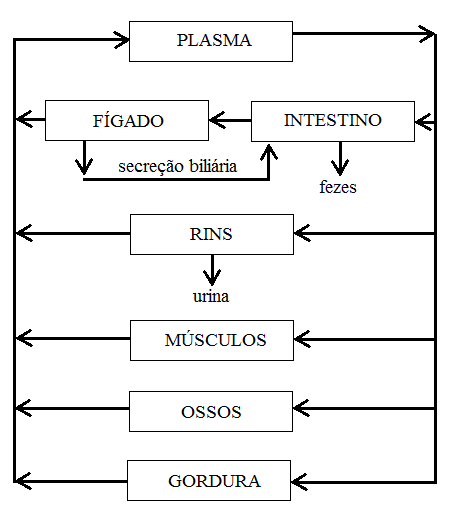 PLASMA
FÍGADO
INTESTINO
secreção biliária
fezes
RINS
urina
MÚSCULOS
OSSOS
GORDURA